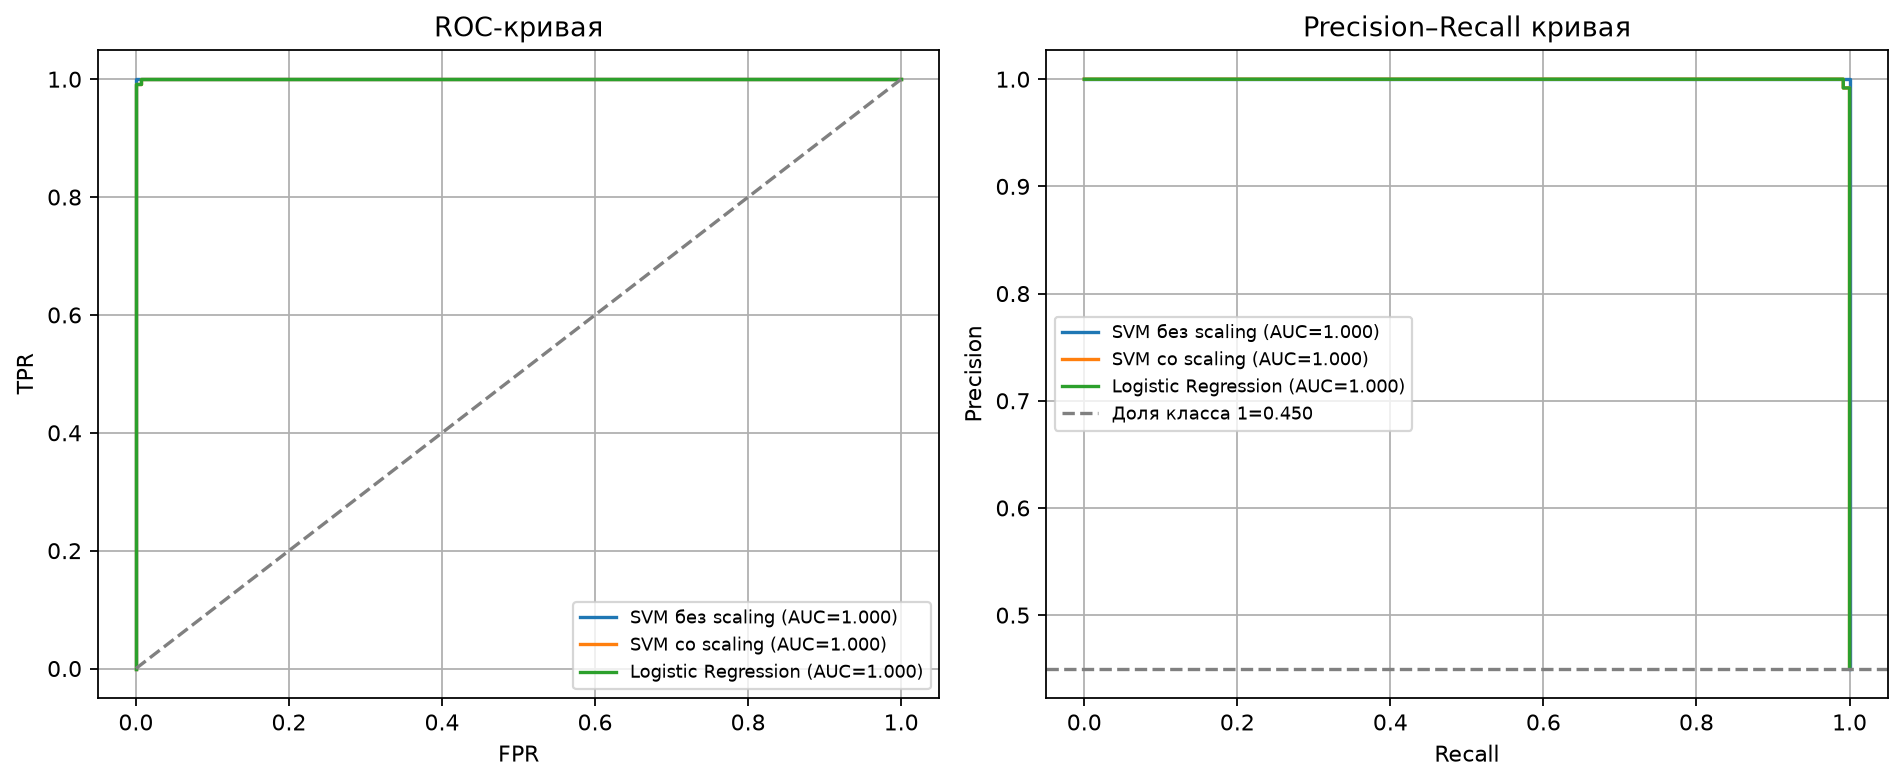 ROC-кривая
1.0
0.8
0.6
0.4
0.2
0.0
TPR
0.0 0.2 0.4 0.6 0.8 1.0
FPR
SVM без scaling (AUC=1.000)
SVM со scaling (AUC=1.000)
Logistic Regression (AUC=1.000)
Precision–Recall кривая
1.0
0.9
0.8
0.7
0.6
0.5
Precision
0.0 0.2 0.4 0.6 0.8 1.0
Recall
SVM без scaling (AUC=1.000)
SVM со scaling (AUC=1.000)
Logistic Regression (AUC=1.000)
Доля класса 1=0.450